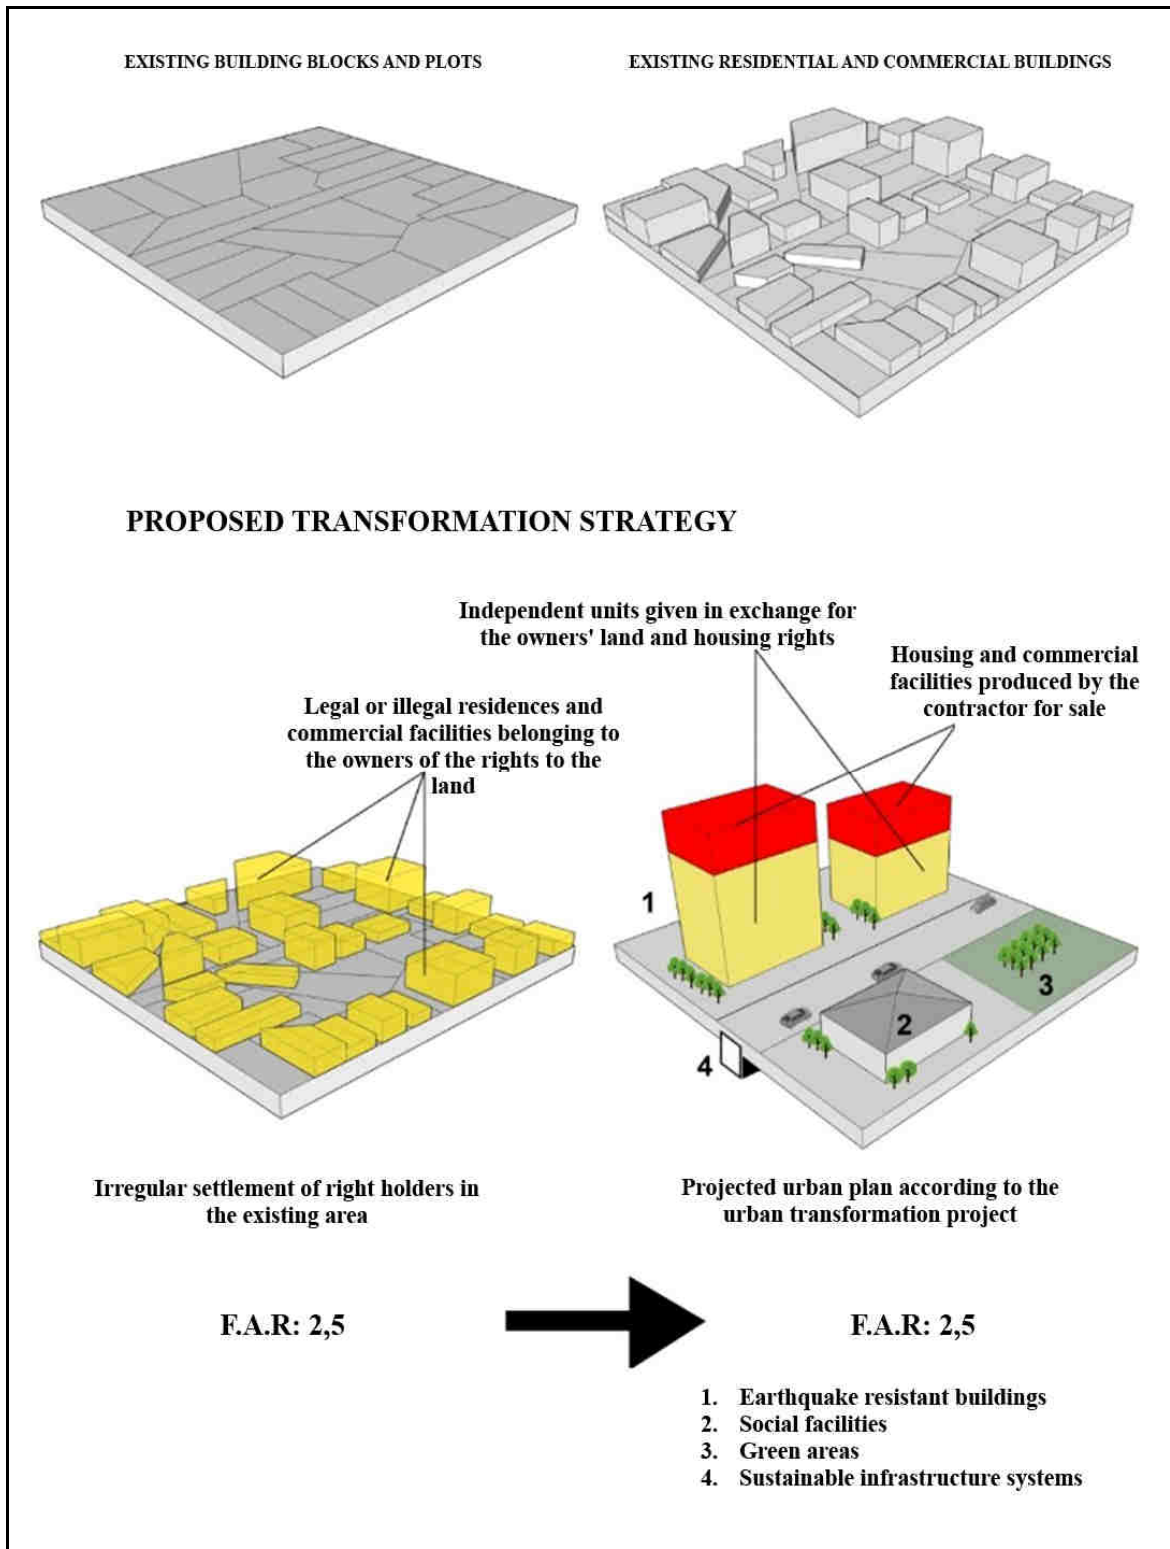 EXISTING BUILDING BLOCKS AND PLOTS
EXISTING RESIDENTIAL AND COMMERCIAL BUILDINGS
PROPOSED TRANSFORMATION STRATEGY
Independent units given in exchange for
the owners' land and housing rights
Housing and commercial
facilities produced by the
contractor for sale
Legal or illegal residences and
commercial facilities belonging to
the owners of the rights to the
land
1
2
3
4
Irregular settlement of right holders in
the existing area
Projected urban plan according to the
urban transformation project
F.A.R: 2,5
F.A.R: 2,5
1. Earthquake resistant buildings
2. Social facilities
3. Green areas
4. Sustainable infrastructure systems